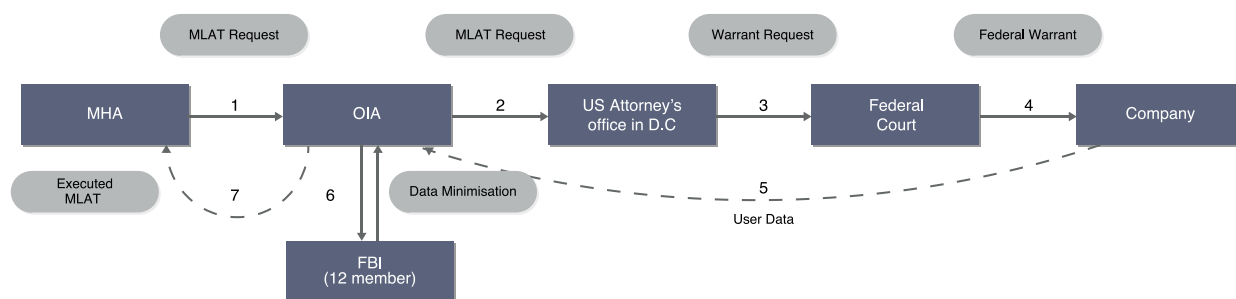 MLAT Request
MLAT Request
Warrant Request
Federal Warrant
MHA
1
OIA
2
US Attorney's
office in D.C
3
Federal
Court
4
Company
Executed
MLAT
7
6
Data Minimisation
5
User Data
FBI
(12 member)